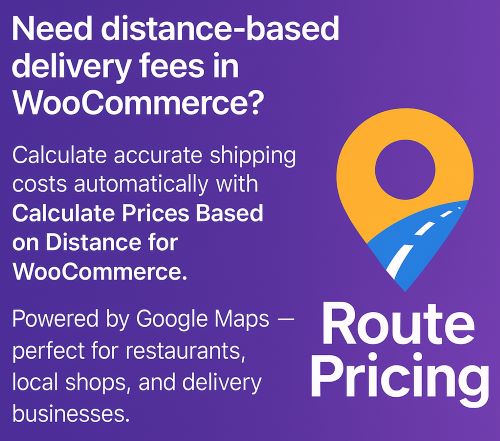 Need distance-based
delivery fees in
WooCommerce?
Calculate accurate shipping
costs automatically with
Calculate Prices Based
on Distance for
WooCommerce.
Powered by Google Maps —
perfect for restaurants,
local shops, and delivery
businesses.
Route
Pricing